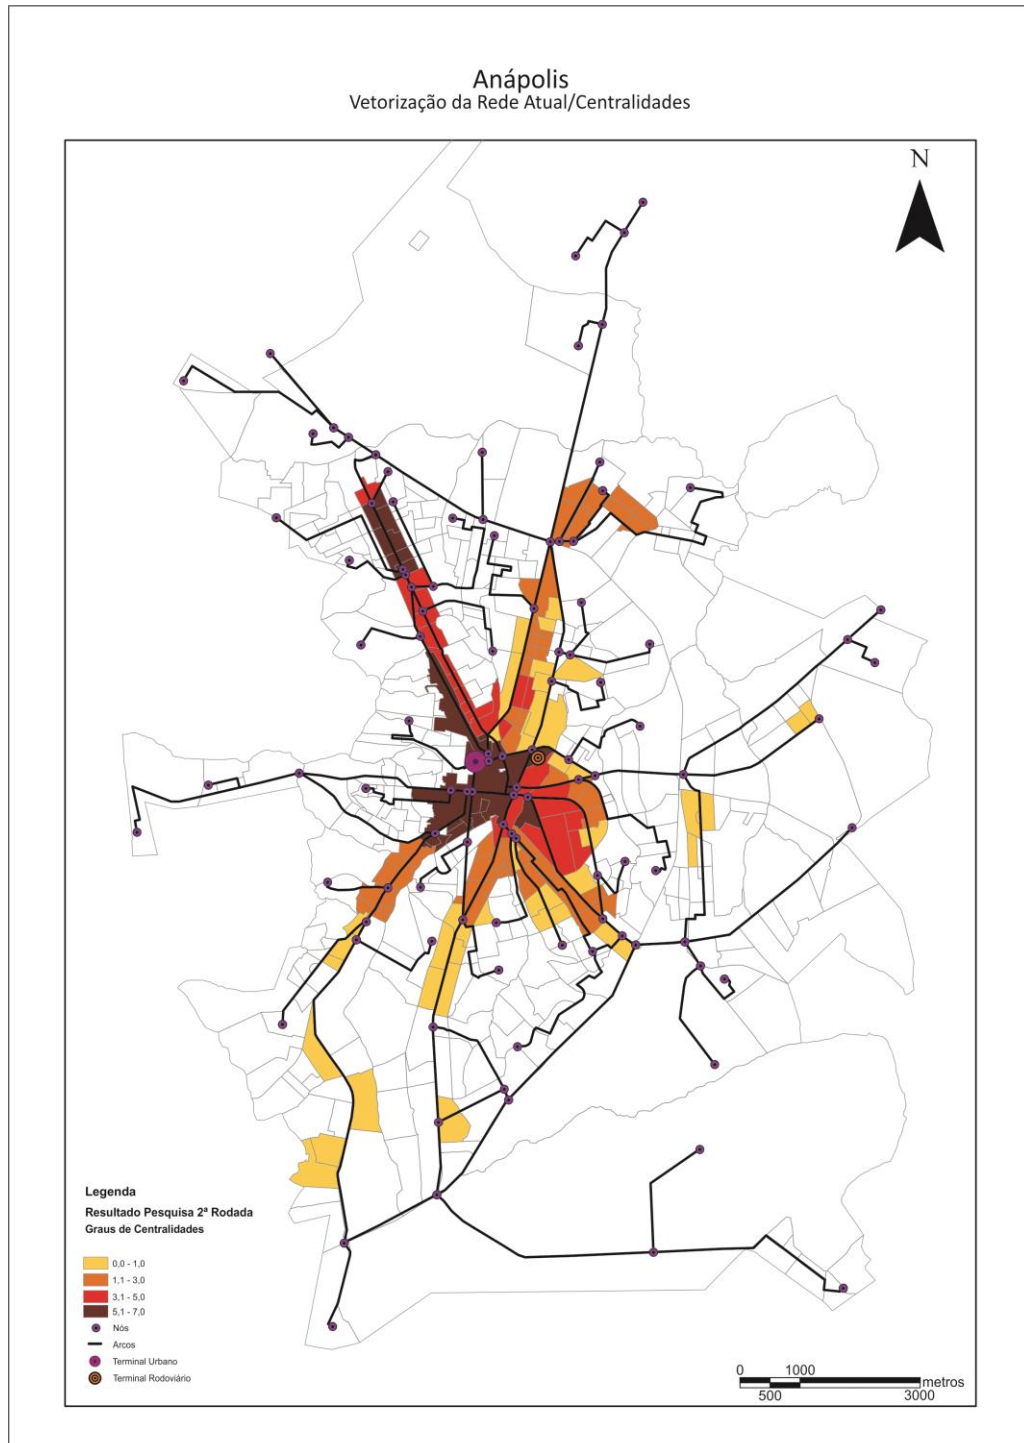 Anápolis
Vetorização da Rede Atual/Centralidades
N
Legenda
Resultado Pesquisa 2ª Rodada
Graus de Centralidades
0,0 - 1,0
1,1 - 3,0
3,1 - 5,0
5,1 - 7,0
Nós
Arcos
Terminal Urbano
Terminal Rodoviário
0 1000
metros
500 3000